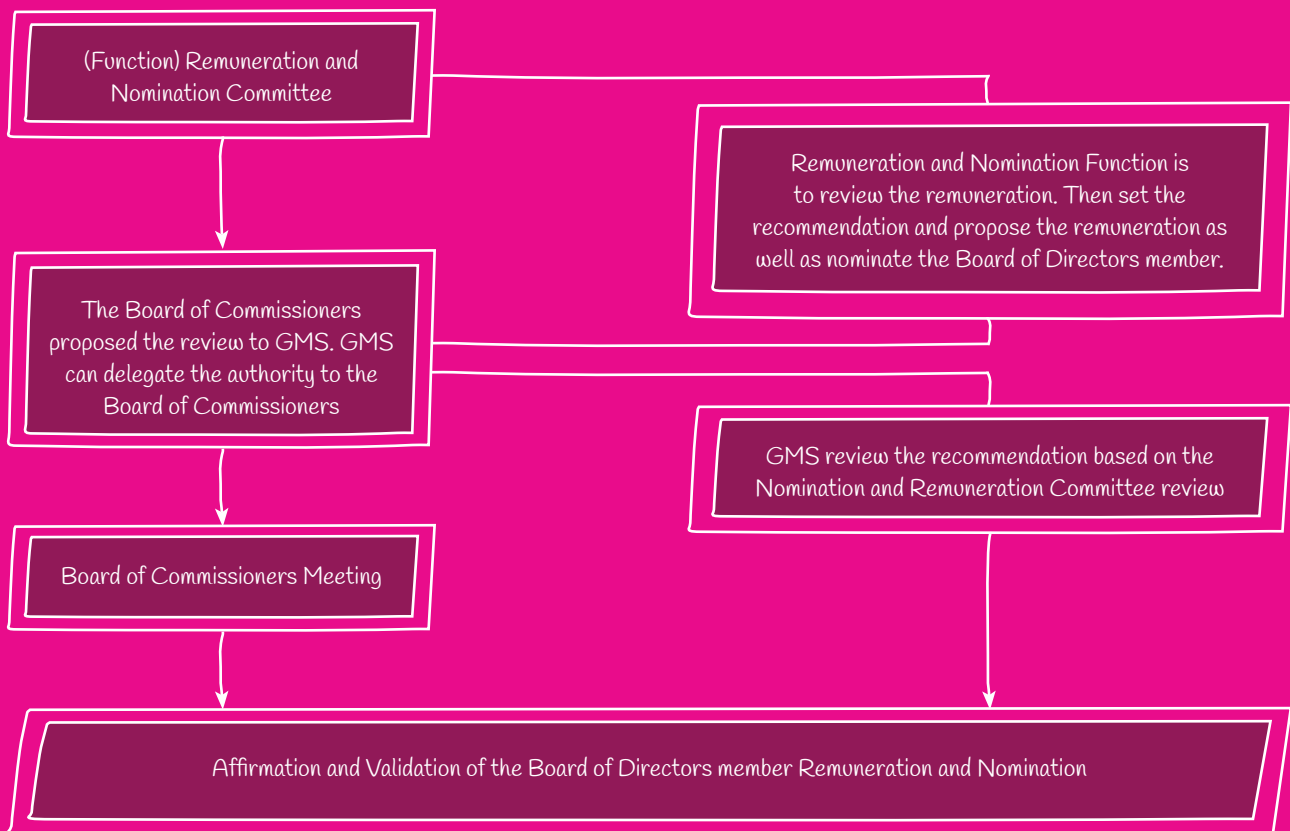 (Function) Remuneration and
Nomination Committee
Remuneration and Nomination Function is
to review the remuneration. Then set the
recommendation and propose the remuneration as
well as nominate the Board of Directors member.
The Board of Commissioners
proposed the review to GMS. GMS
can delegate the authority to the
Board of Commissioners
GMS review the recommendation based on the
Nomination and Remuneration Committee review
Board of Commissioners Meeting
Affirmation and Validation of the Board of Directors member Remuneration and Nomination